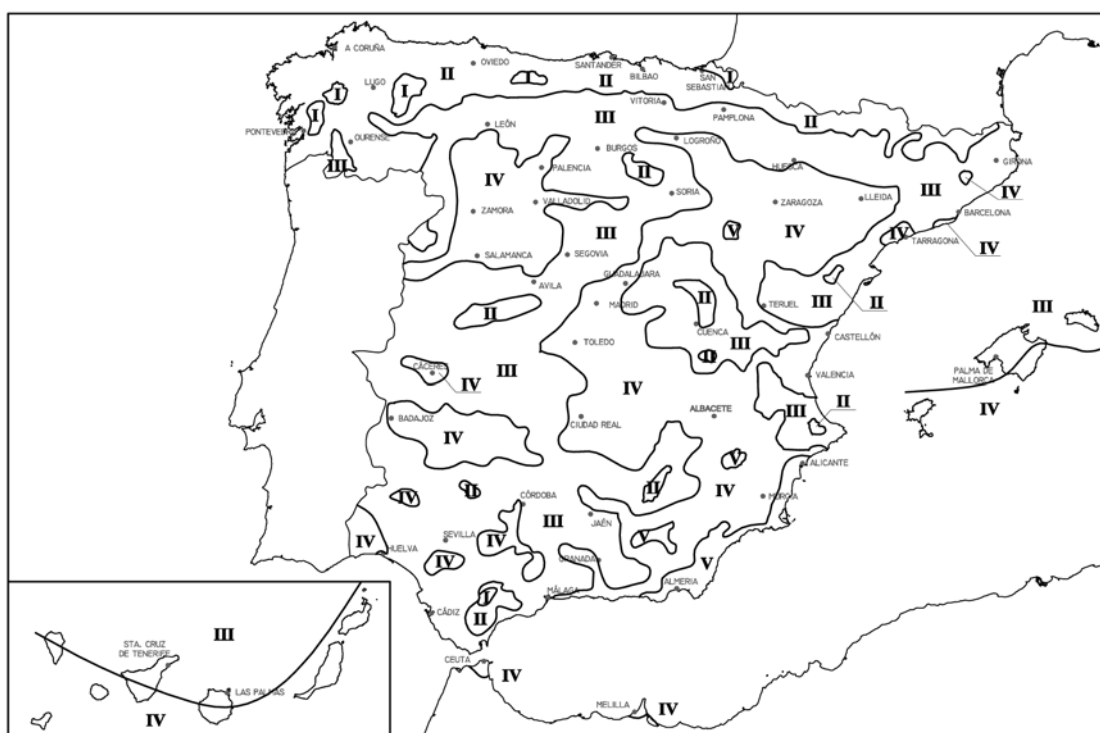 A CORUÑA
OVIEDO
SANTANDER
BILBAO
SAN
SEBASTIAN
I
II
I
II
I
LUGO
I
I
VITORIA
PAMPLONA
II
PONTEVEDRA
OURENSE
LEÓN
III
BURGOS
LOGROÑO
HUESCA
GIRONA
III
IV
PALENCIA
II
SORIA
III
IV
ZAMORA
VALLADOLID
ZARAGOZA
LLEIDA
BARCELONA
III
V
IV
IV
TARRAGONA
IV
SALAMANCA
SEGOVIA
AVILA
GUADALAJARA
MADRID
II
TERUEL
III
II
III
II
CUENCA
CASTELLÓN
TOLEDO
II
III
CÁCERES
IV
III
VALENCIA
PALMA DE
MALLORCA
IV
IV
BADAJOZ
IV
CIUDAD REAL
ALBACETE
III
II
V
ALICANTE
IV
II
II
IV
MURCIA
CÓRDOBA
III
JAÉN
IV
HUELVA
SEVILLA
IV
IV
GRANADA
V
V
I
MÁLAGA
ALMERIA
CÁDIZ
II
CEUTA
IV
MELILLA
IV
III
STA. CRUZ
DE TENERIFE
LAS PALMAS
IV